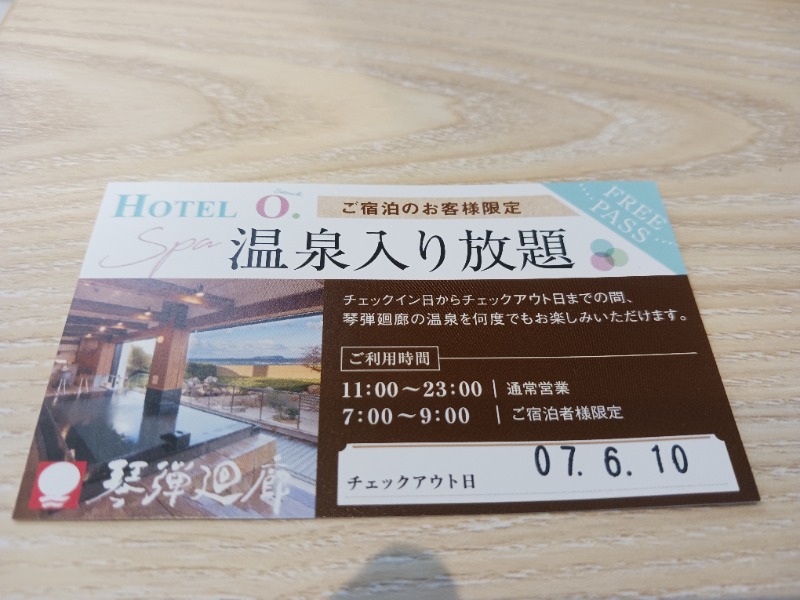 HOTEL O.
ご宿泊のお客様限定
FREE
PASS
Spa
温泉入り放題
チェックイン日からチェックアウト日までの間、
琴弾廻廊の温泉を何度でもお楽しみいただけます。
ご利用時間
11:00〜23:00 | 通常営業
7:00〜9:00 | ご宿泊者様限定
チェックアウト日 07. 6. 10
琴弾廻廊